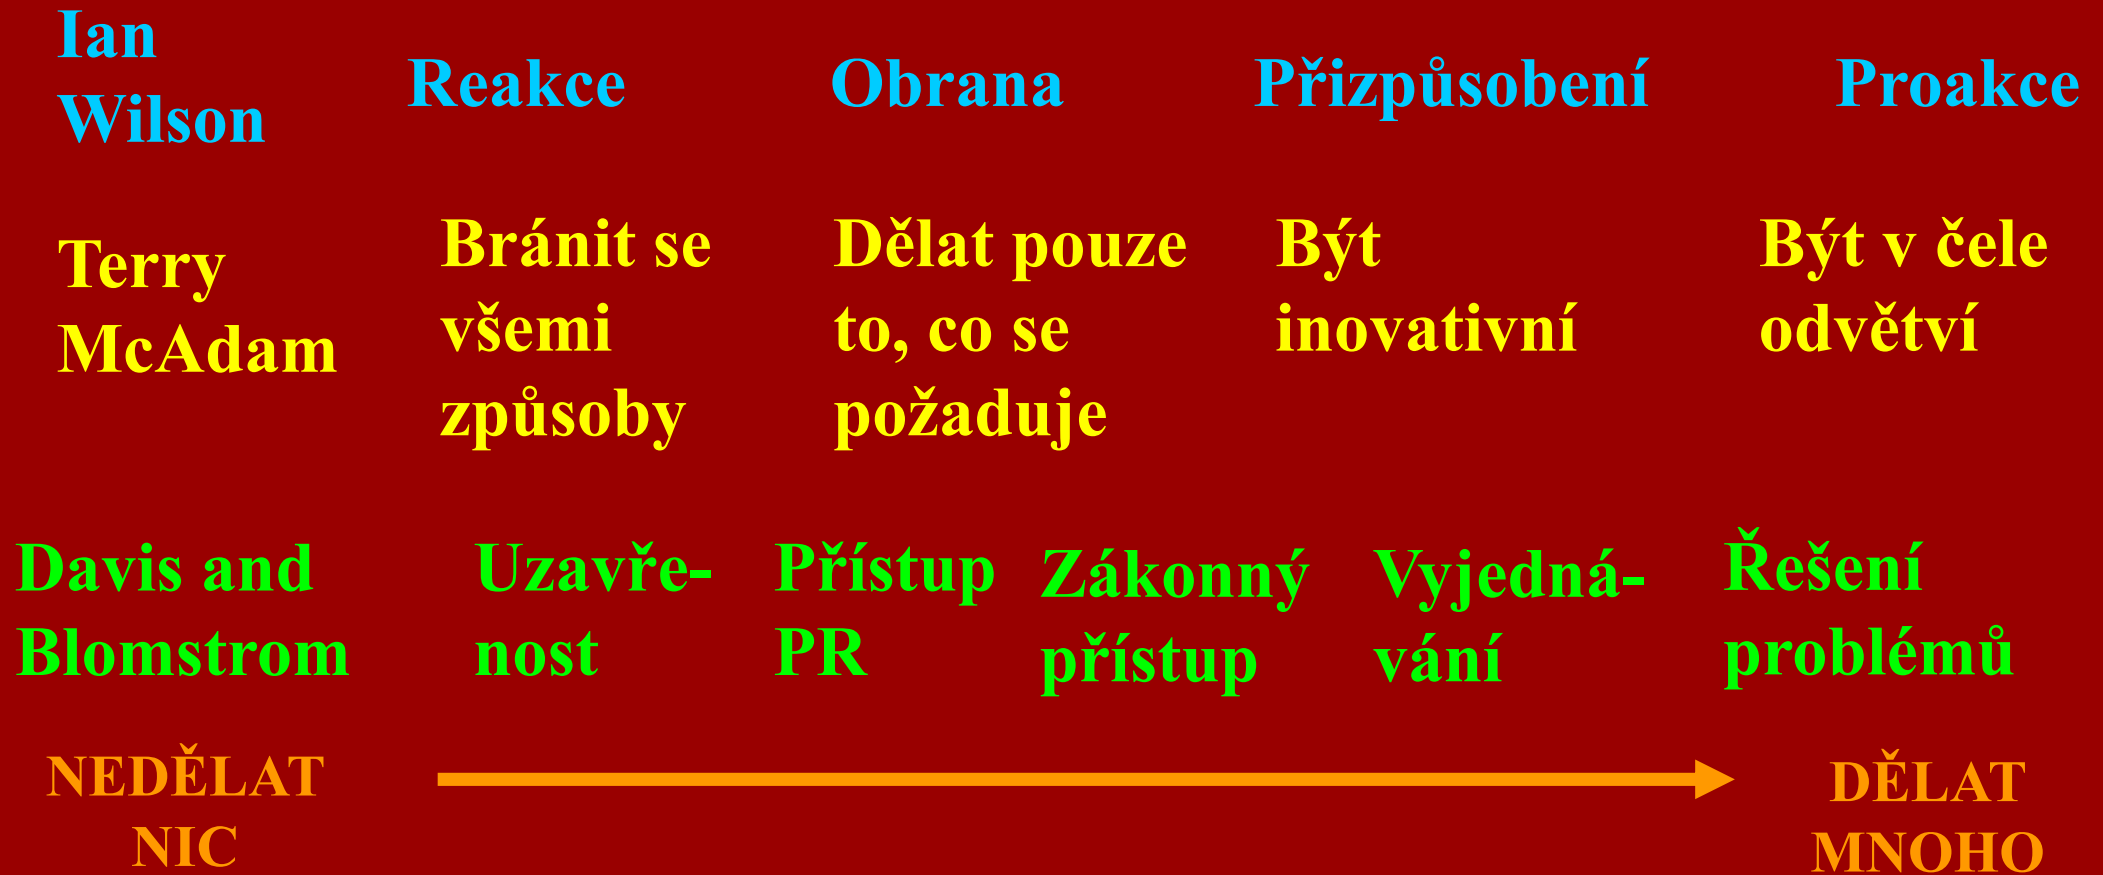 Ian
Wilson
Reakce
Obrana
Přizpůsobení
Proakce
Terry
McAdam
Bránit se
všemi
způsoby
Dělat pouze
to, co se
požaduje
Být
inovativní
Být v čele
odvětví
Davis and
Blomstrom
Uzavře-
nost
Přístup
PR
Zákonný
přístup
Vyjedná-
vání
Řešení
problémů
NEDĚLAT
NIC
DĚLAT
MNOHO